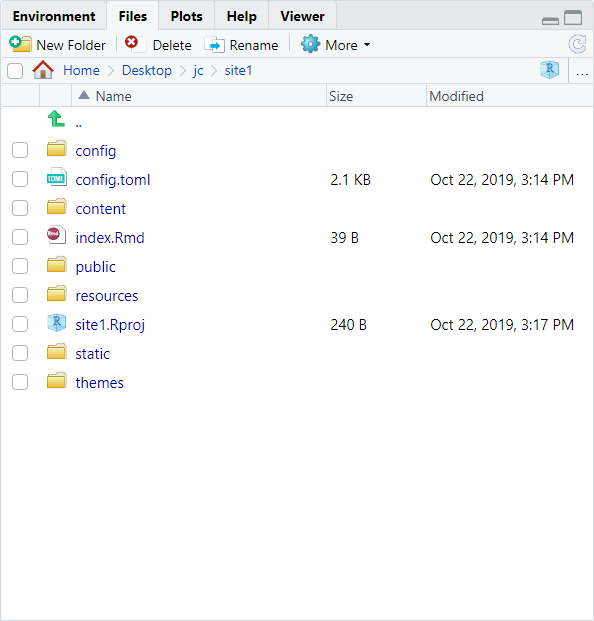 Environment Files Plots Help Viewer
New Folder Delete Rename More
Home Desktop jc site1 R ...
Name Size Modified
..
config
TOML config.toml 2.1 KB Oct 22, 2019, 3:14 PM
content
Rmd index.Rmd 39 B Oct 22, 2019, 3:14 PM
public
resources
R site1.Rproj 240 B Oct 22, 2019, 3:17 PM
static
themes